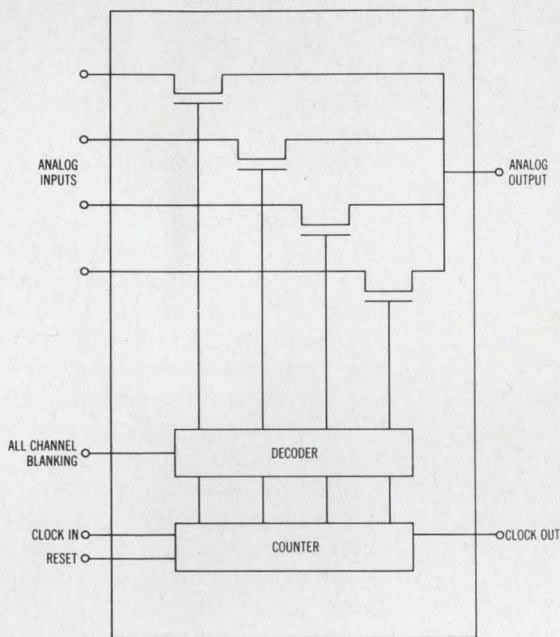 ANALOG
INPUTS
ANALOG
OUTPUT
ALL CHANNEL
BLANKING
DECODER
CLOCK IN
RESET
COUNTER
CLOCK OUT